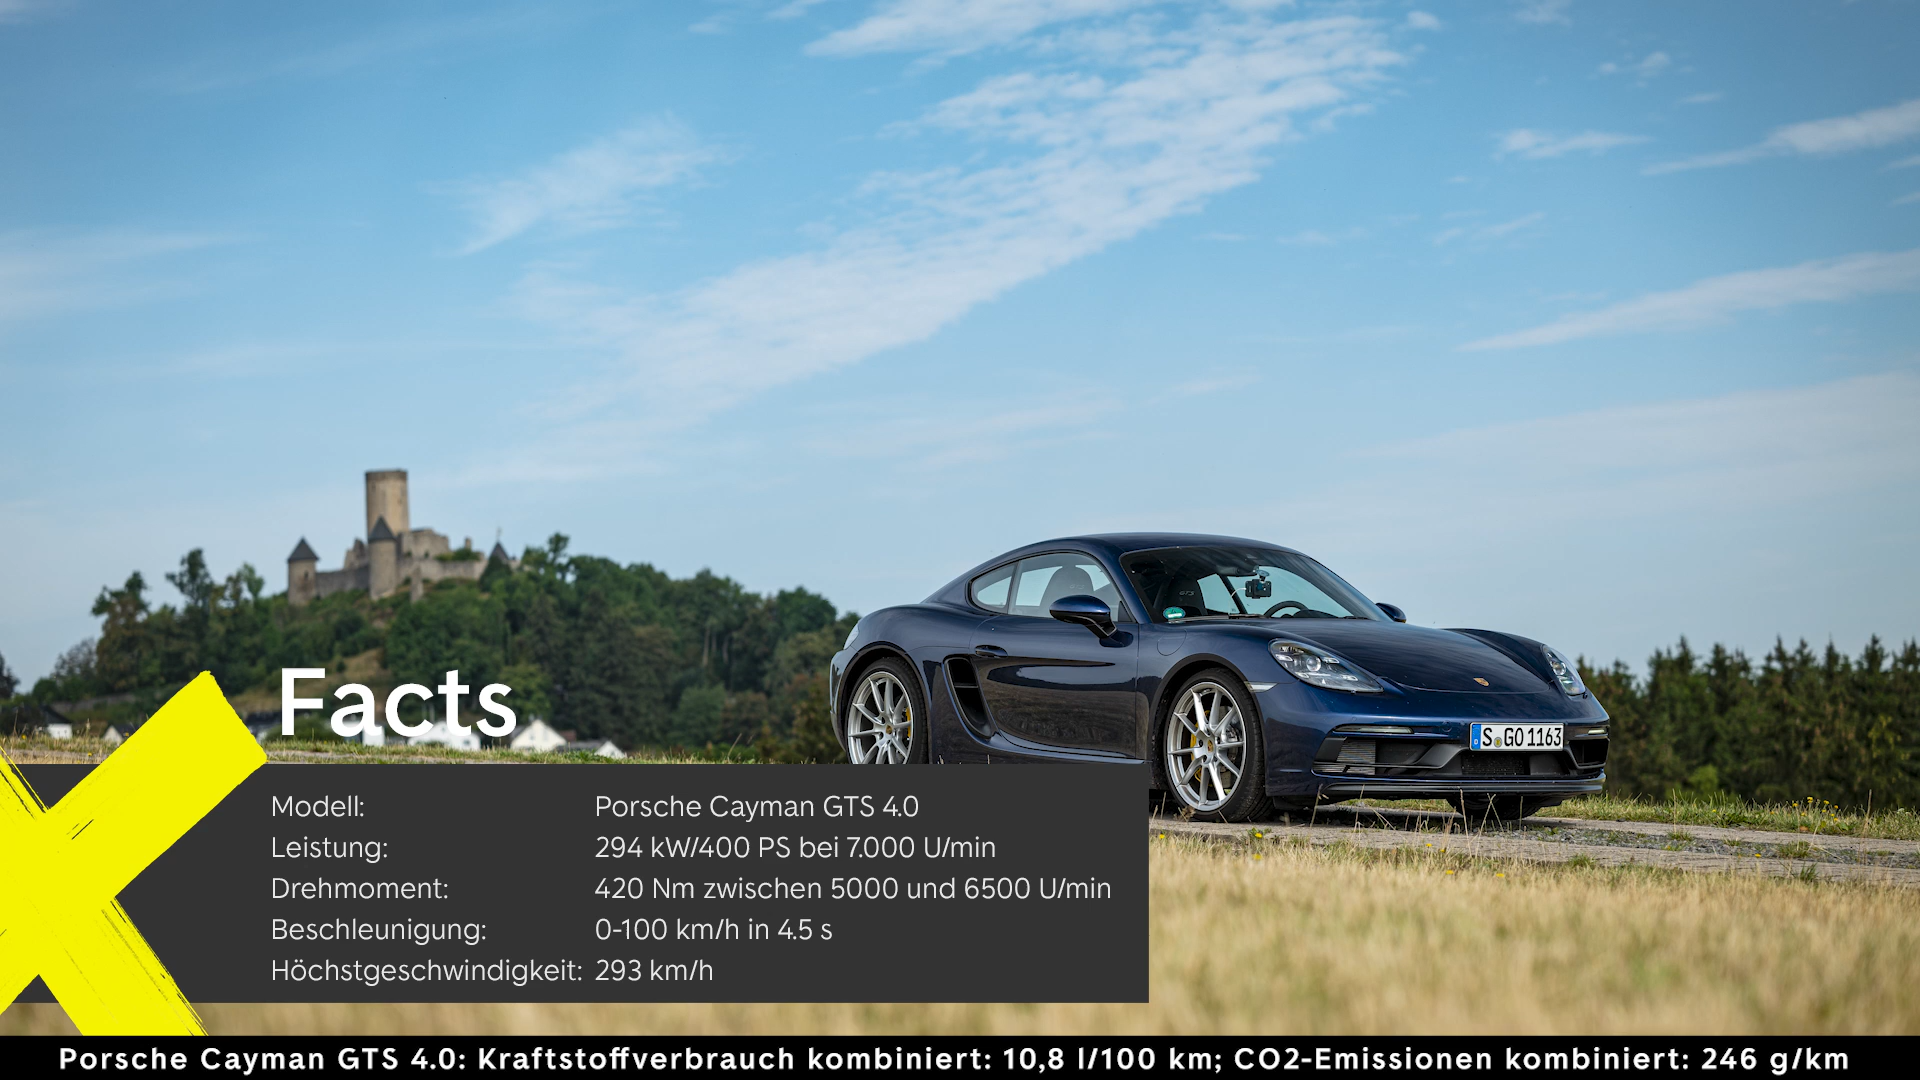 GTS
S GO 1163
Facts
Modell: Porsche Cayman GTS 4.0
Leistung: 294 kW/400 PS bei 7.000 U/min
Drehmoment: 420 Nm zwischen 5000 und 6500 U/min
Beschleunigung: 0-100 km/h in 4.5 s
Höchstgeschwindigkeit: 293 km/h
Porsche Cayman GTS 4.0: Kraftstoffverbrauch kombiniert: 10,8 l/100 km; CO2-Emissionen kombiniert: 246 g/km